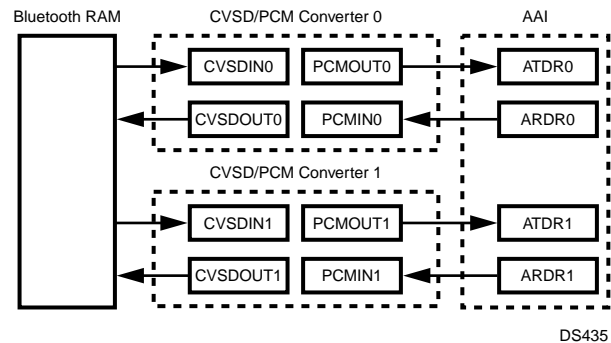 Bluetooth RAM CVSD/PCM Converter 0 AAI
CVSDIN0 PCMOUT0 ATDR0
CVSDOUT0 PCMIN0 ARDR0
CVSD/PCM Converter 1
CVSDIN1 PCMOUT1 ATDR1
CVSDOUT1 PCMIN1 ARDR1
DS435